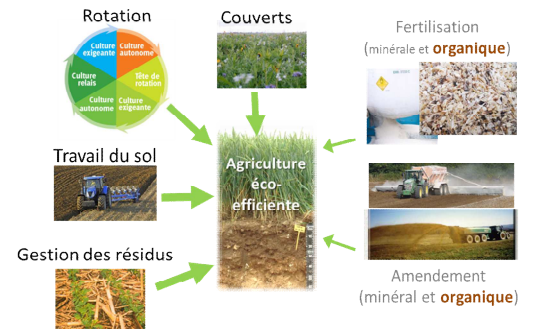 Rotation
Culture exigeante
Culture autonome
Culture relais
Tête de rotation
Culture autonome
Culture exigeante
Couverts
Fertilisation
(minérale et organique)
Travail du sol
Agriculture
éco-
efficiente
Gestion des résidus
Amendement
(minéral et organique)